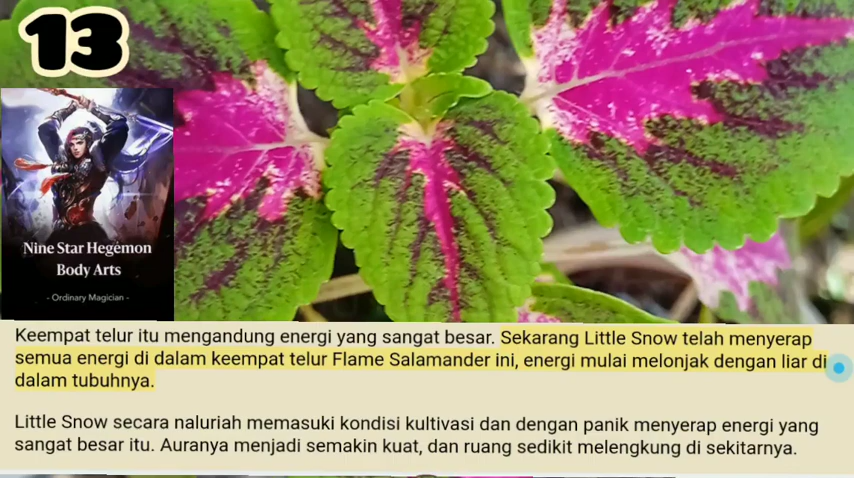 13
Nine Star Hegemon
Body Arts
- Ordinary Magician -
Keempat telur itu mengandung energi yang sangat besar. Sekarang Little Snow telah menyerap
semua energi di dalam keempat telur Flame Salamander ini, energi mulai melonjak dengan liar di
dalam tubuhnya.
Little Snow secara naluriah memasuki kondisi kultivasi dan dengan panik menyerap energi yang
sangat besar itu. Auranya menjadi semakin kuat, dan ruang sedikit melengkung di sekitarnya.